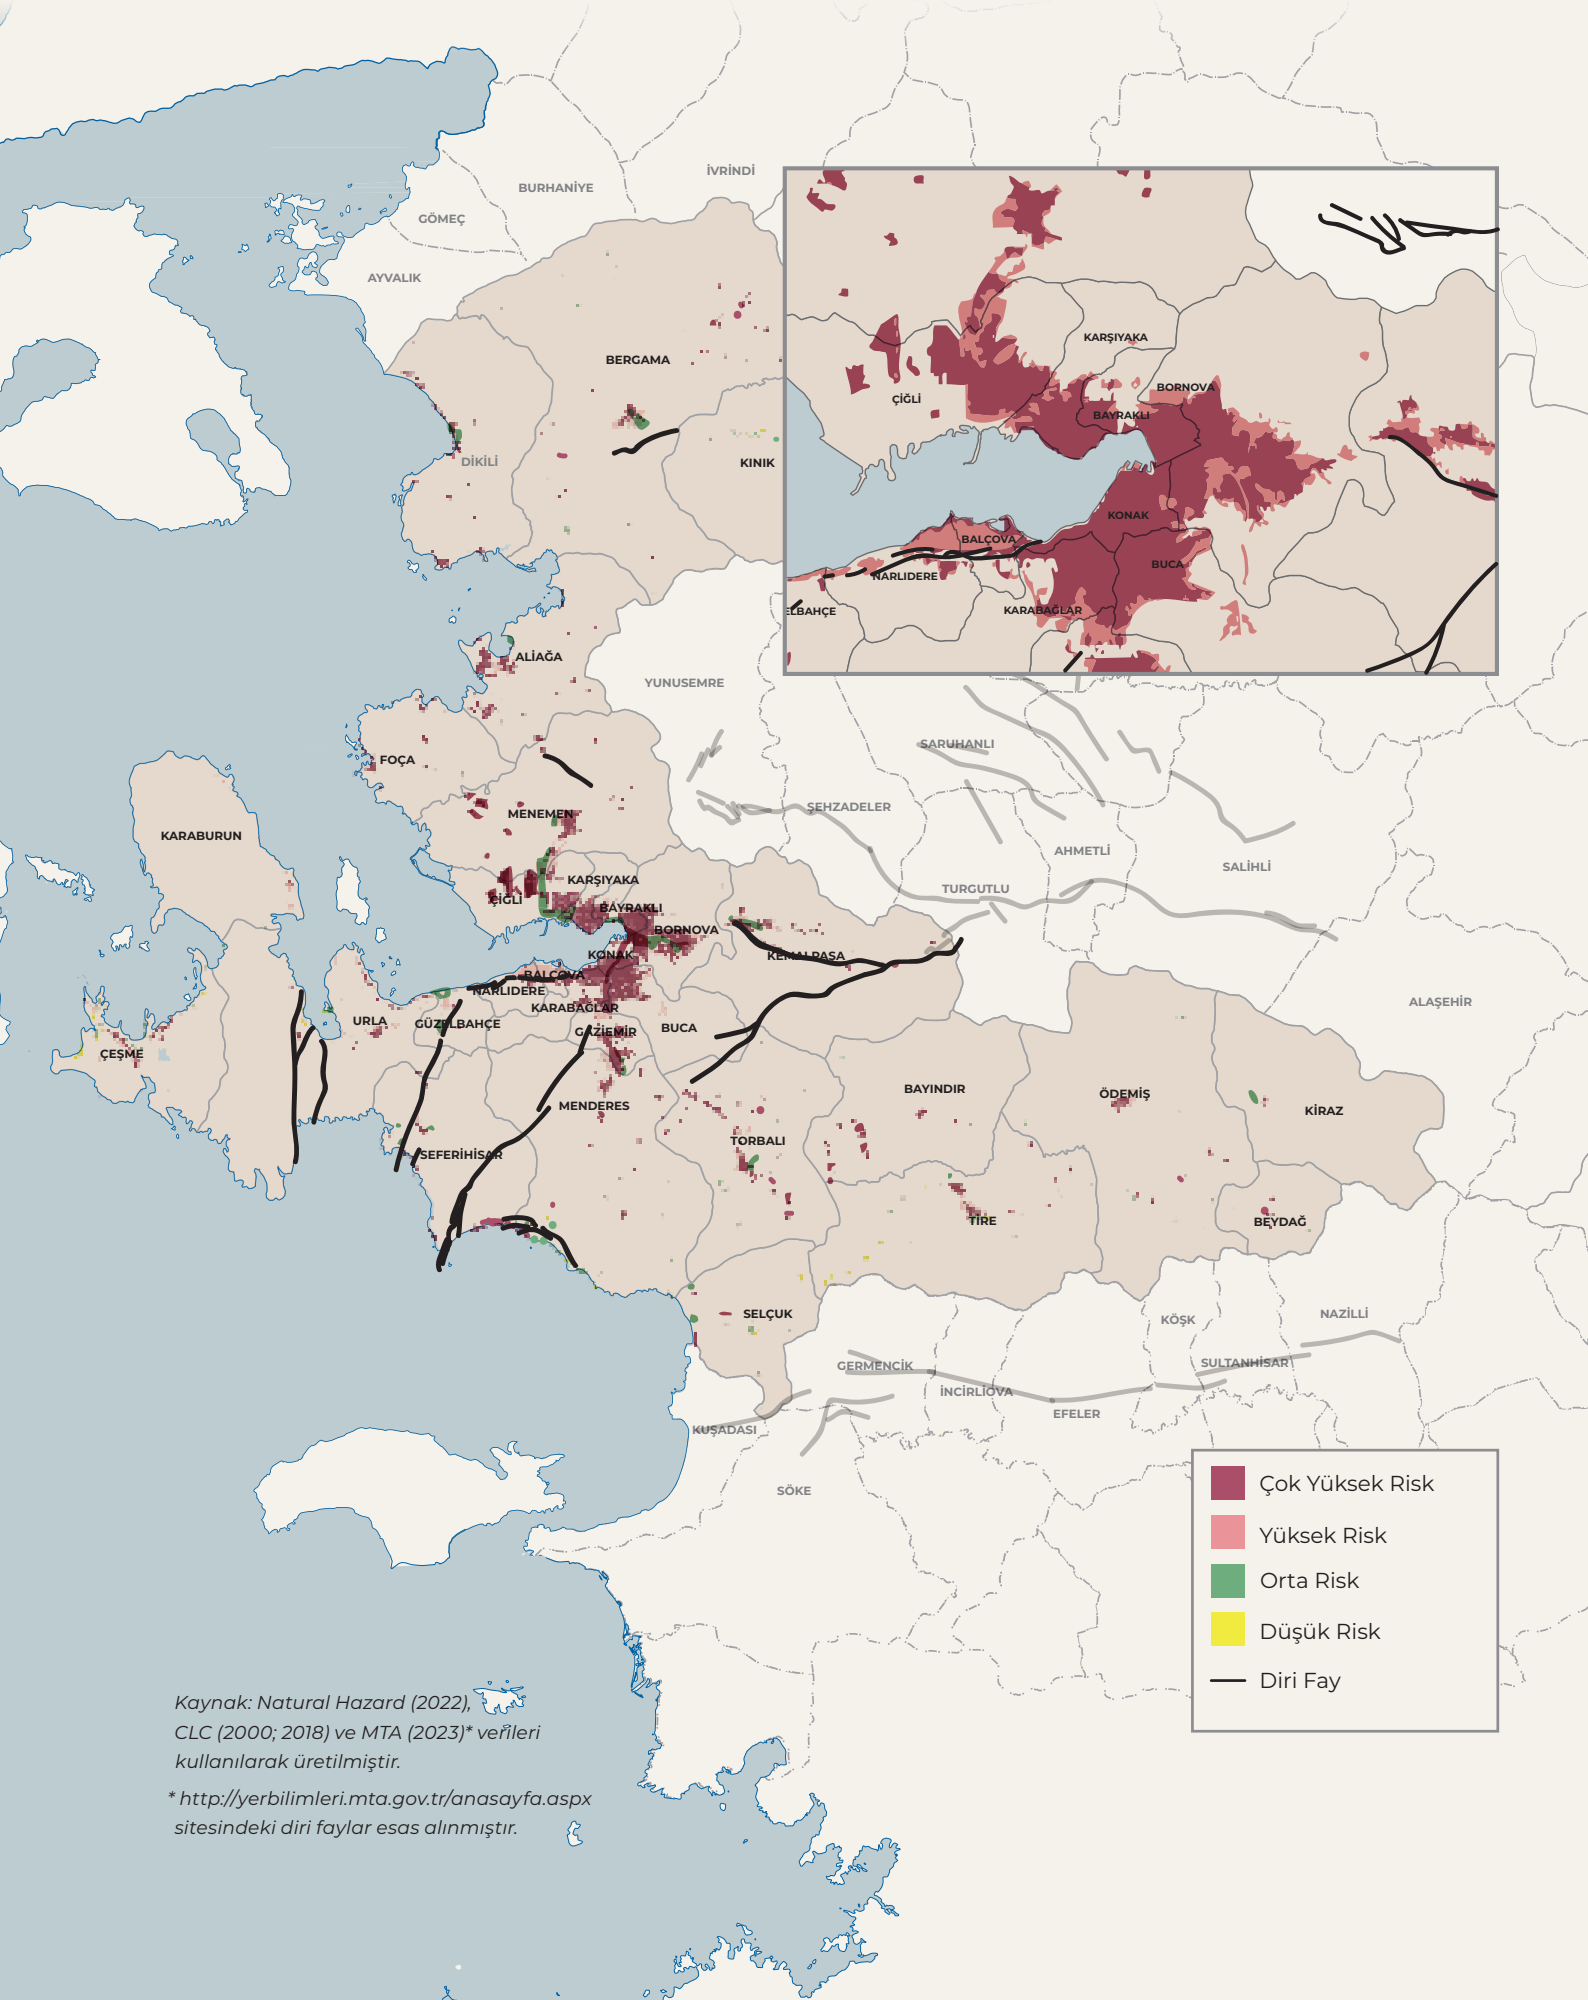 İVRİNDİ
BURHANİYE
GÖMEÇ
AYVALIK
BERGAMA
DİKİLİ
KINIK
KARŞIYAKA
BORNOVA
ÇİĞLİ
BAYRAKLI
KONAK
BALÇOVA
BUCA
NARLIDERE
ELBAHÇE
KARABAĞLAR
ALİAĞA
YUNUSEMRE
SARUHANLI
FOÇA
ŞEHZADELER
MENEMEN
KARABURUN
AHMETLİ
SALİHLİ
KARŞIYAKA
TURGUTLU
ÇİĞLİ
BAYRAKLI
BORNOVA
KONAK
KEMALPAŞA
BALÇOVA
NARLIDERE
ALAŞEHİR
KARABAĞLAR
URLA
GÜZELBAHÇE
GAZİEMİR
BUCA
ÇEŞME
BAYINDIR
ÖDEMİŞ
MENDERES
KİRAZ
TORBALI
SEFERİHİSAR
TİRE
BEYDAĞ
SELÇUK
KÖŞK
NAZİLLİ
GERMENCİK
SULTANHİSAR
İNCİRLİOVA
EFELER
KUŞADASI
SÖKE
Çok Yüksek Risk
Yüksek Risk
Orta Risk
Düşük Risk
Diri Fay
Kaynak: Natural Hazard (2022),
CLC (2000; 2018) ve MTA (2023)* verileri
kullanılarak üretilmiştir.
* http://yerbilimleri.mta.gov.tr/anasayfa.aspx
sitesindeki diri faylar esas alınmıştır.